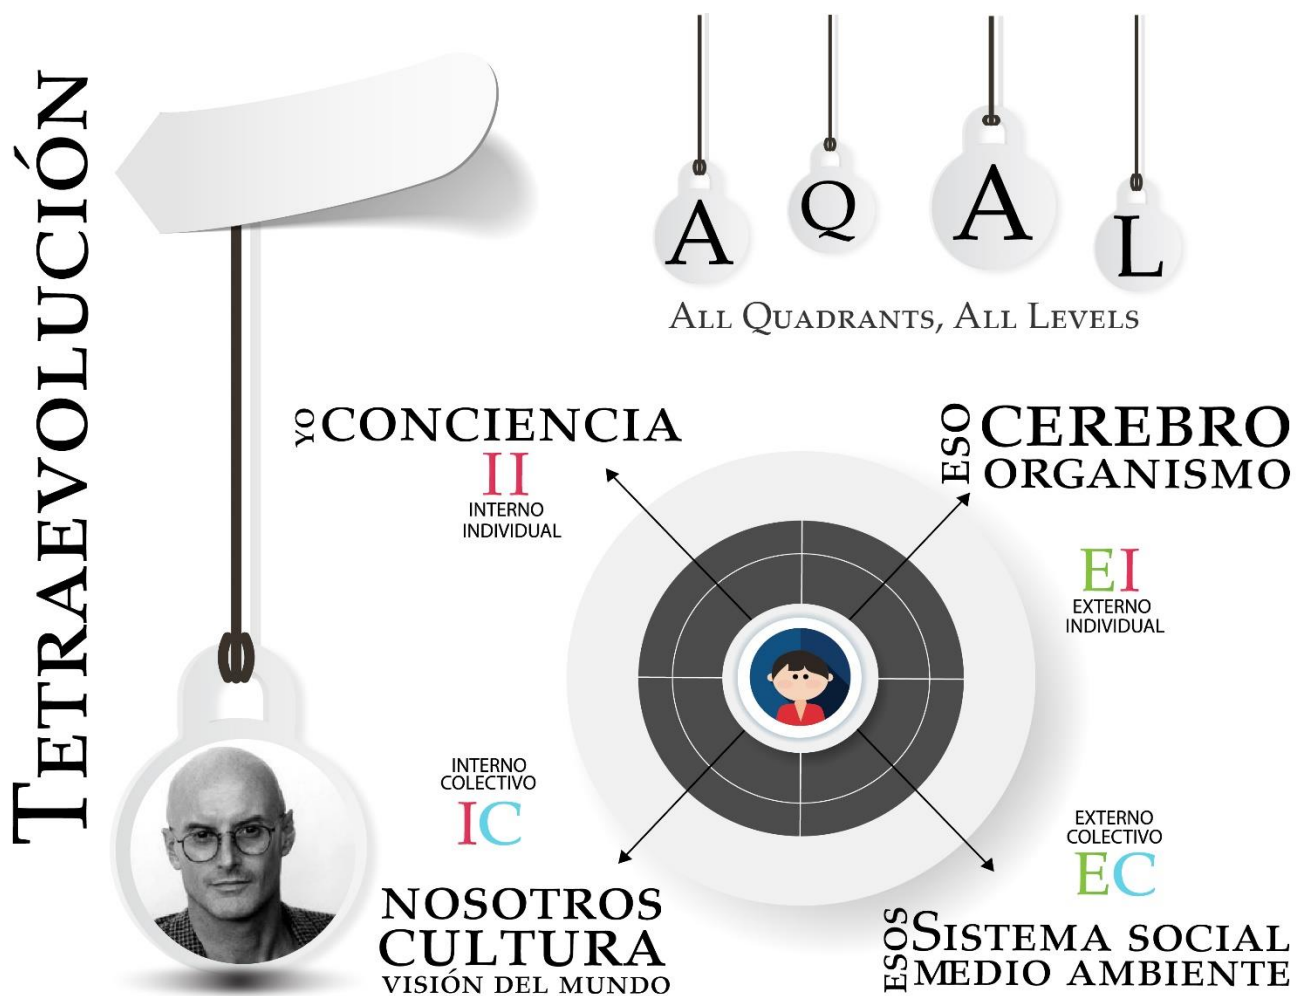 TETRAEVOLUCIÓN
A Q A L
ALL QUADRANTS, ALL LEVELS
YO CONCIENCIA
II
INTERNO
INDIVIDUAL
ESO CEREBRO
ORGANISMO
EI
EXTERNO
INDIVIDUAL
INTERNO
COLECTIVO
IC
NOSOTROS
CULTURA
VISIÓN DEL MUNDO
EXTERNO
COLECTIVO
EC
ESOS SISTEMA SOCIAL
MEDIO AMBIENTE